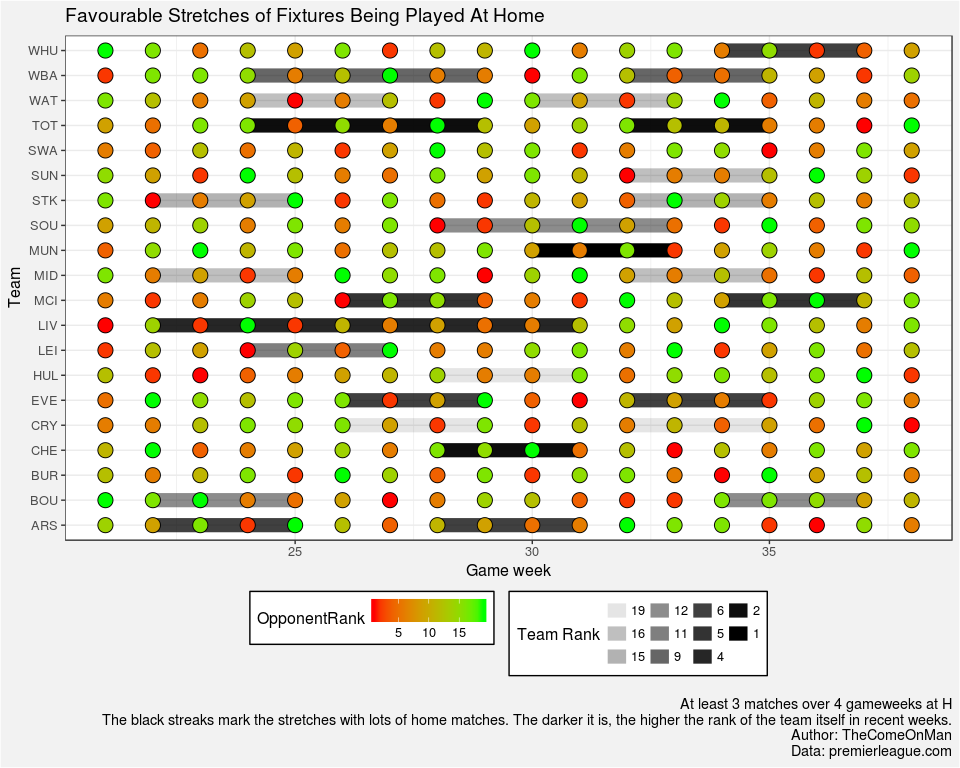 Favourable Stretches of Fixtures Being Played At Home
Team
WHU
WBA
WAT
TOT
SWA
SUN
STK
SOU
MUN
MID
MCI
LIV
LEI
HUL
EVE
CRY
CHE
BUR
BOU
ARS
25 30 35
Game week
OpponentRank
5 10 15
Team Rank
19 12 6 2
16 11 5 1
15 9 4
At least 3 matches over 4 gameweeks at H
The black streaks mark the stretches with lots of home matches. The darker it is, the higher the rank of the team itself in recent weeks.
Author: TheComeOnMan
Data: premierleague.com